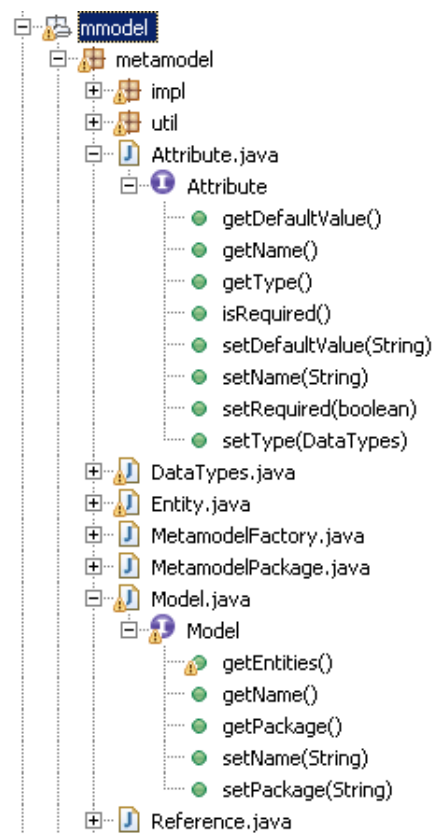 mmodel
metamodel
impl
util
Attribute.java
Attribute
getDefaultValue()
getName()
getType()
isRequired()
setDefaultValue(String)
setName(String)
setRequired(boolean)
setType(DataTypes)
DataTypes.java
Entity.java
MetamodelFactory.java
MetamodelPackage.java
Model.java
Model
getEntities()
getName()
getPackage()
setName(String)
setPackage(String)
Reference.java